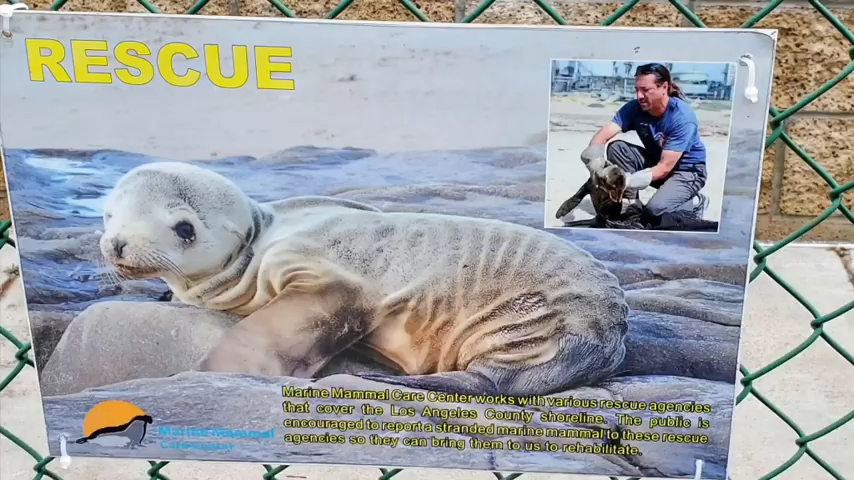 RESCUE
Marine Mammal Care Center works with various rescue agencies
that cover the Los Angeles County shoreline. The public is
encouraged to report a stranded marine mammal to these rescue
agencies so they can bring them to us to rehabilitate.
Marine Mammal